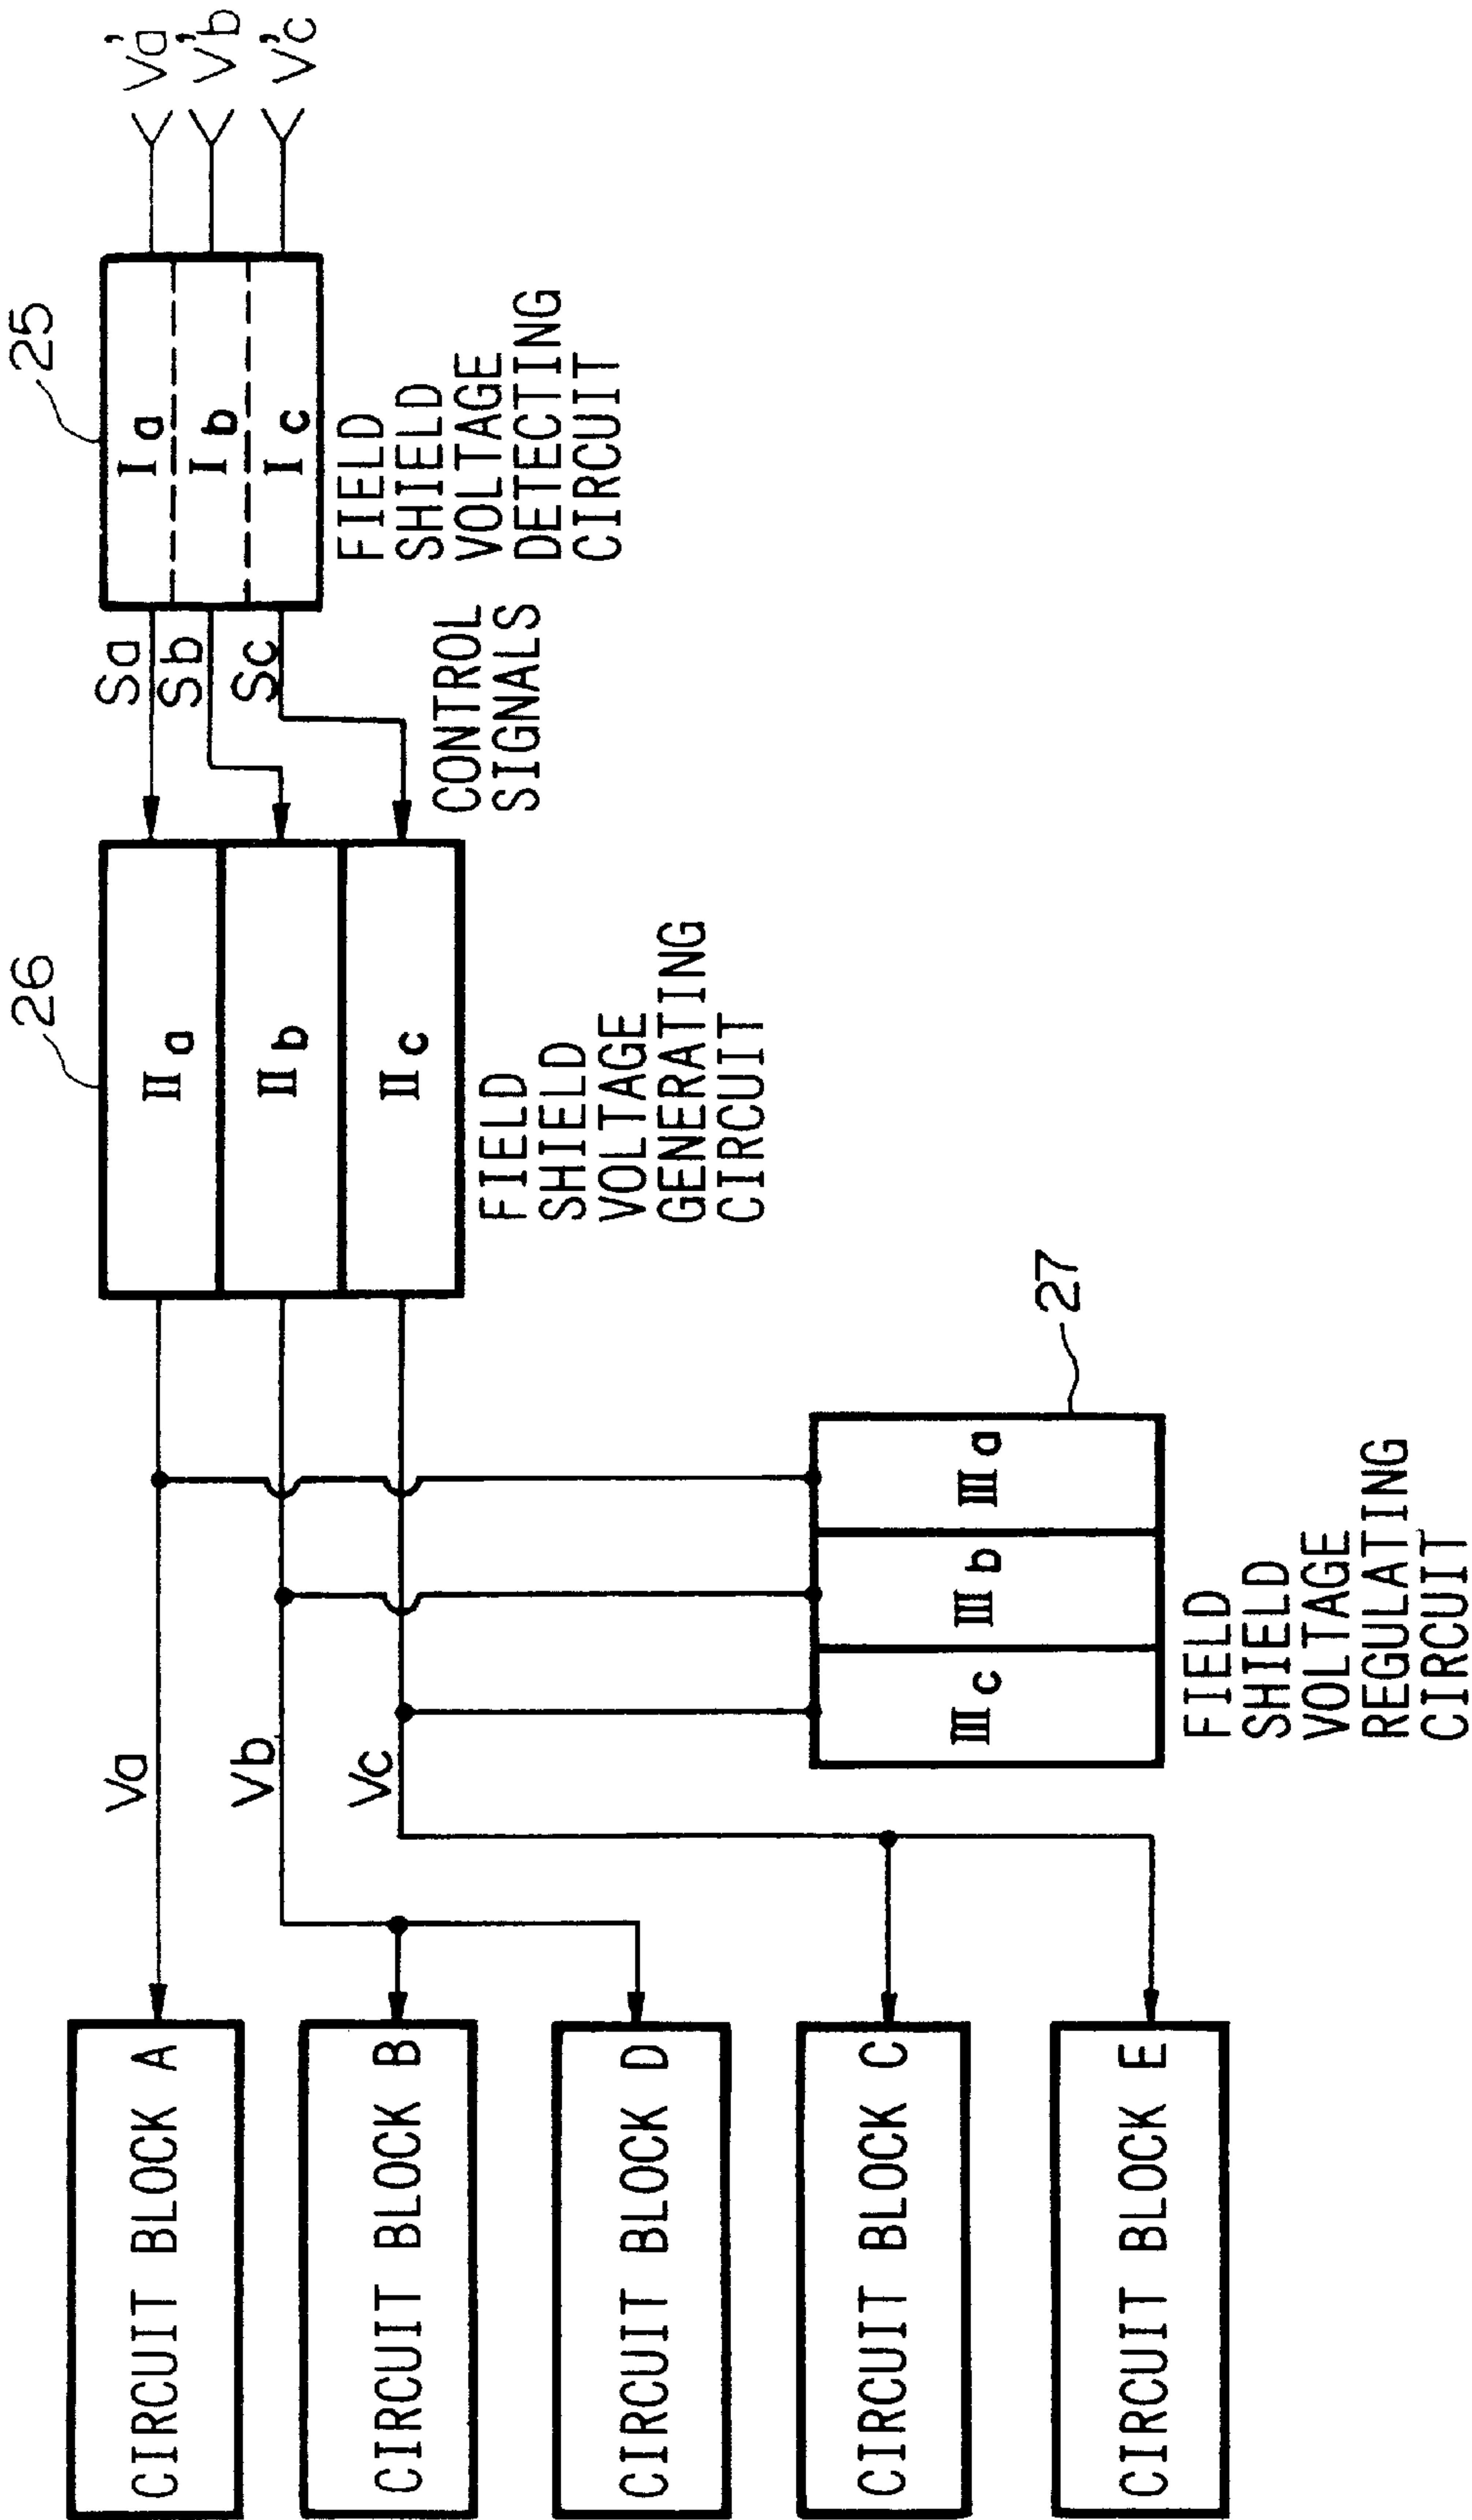 V'a
V'b
V'c
25
Ia
Ib
Ic
FIELD
SHIELD
VOLTAGE
DETECTING
CIRCUIT
Sa
Sb
Sc
CONTROL
SIGNALS
26
IIa
IIb
IIc
FIELD
SHIELD
VOLTAGE
GENERATING
CIRCUIT
27
IIIa
IIIb
IIIc
FIELD
SHIELD
VOLTAGE
REGULATING
CIRCUIT
Va
Vb
Vc
CIRCUIT BLOCK A
CIRCUIT BLOCK B
CIRCUIT BLOCK D
CIRCUIT BLOCK C
CIRCUIT BLOCK E